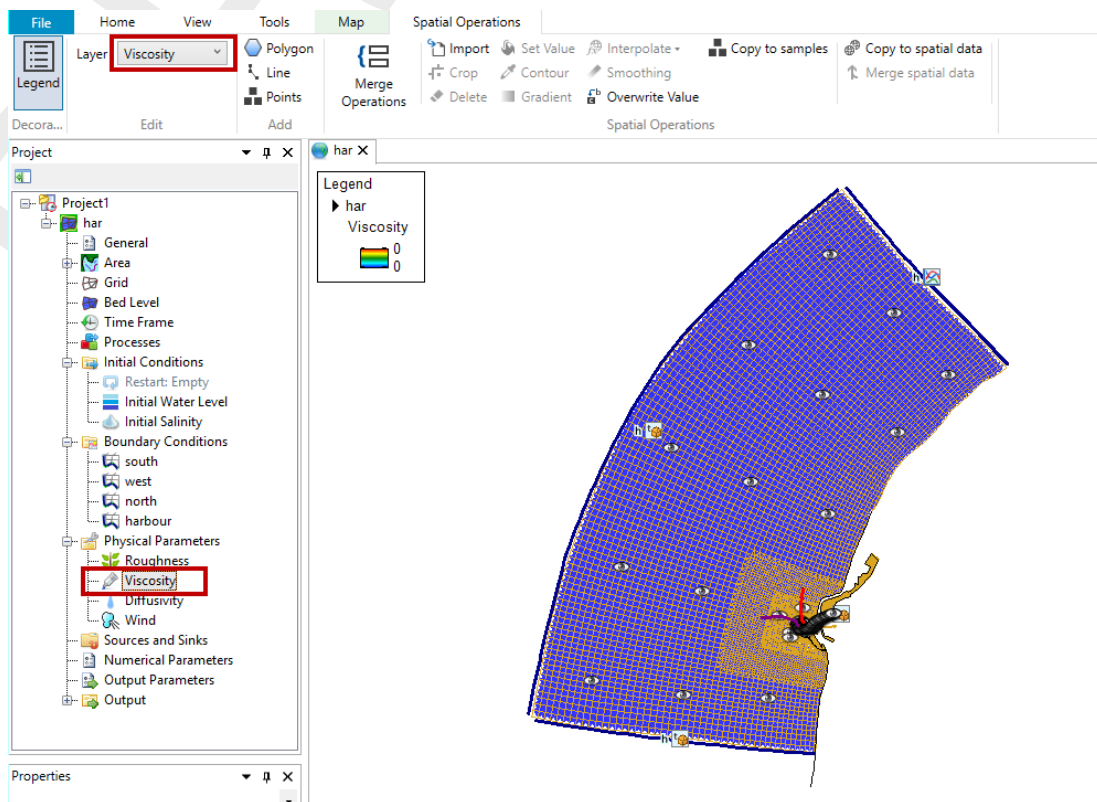 File Home View Tools Map Spatial Operations
Legend
Layer Viscosity
Polygon
Line
Points
Merge Operations
Import Set Value Interpolate Copy to samples Copy to spatial data
Crop Contour Smoothing Merge spatial data
Delete Gradient Overwrite Value
Decora... Edit Add Spatial Operations
Project
har
Project1
har
General
Area
Grid
Bed Level
Time Frame
Processes
Initial Conditions
Restart: Empty
Initial Water Level
Initial Salinity
Boundary Conditions
south
west
north
harbour
Physical Parameters
Roughness
Viscosity
Diffusivity
Wind
Sources and Sinks
Numerical Parameters
Output Parameters
Output
Properties
Legend
har
Viscosity
0
0
h
h t
h t